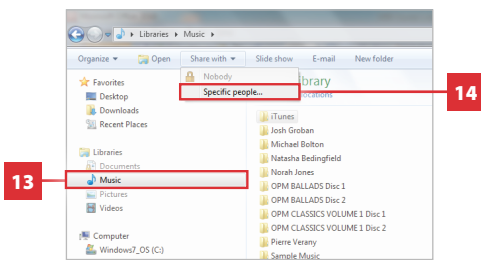 Libraries ▸ Music ▸
Organize Open Share with Slide show E-mail New folder
Nobody
Specific people...
brary
ocations
14
Favorites
Desktop
Downloads
Recent Places
Libraries
Documents
13
Music
Pictures
Videos
Computer
Windows7_OS (C:)
iTunes
Josh Groban
Michael Bolton
Natasha Bedingfield
Norah Jones
OPM BALLADS Disc 1
OPM BALLADS Disc 2
OPM CLASSICS VOLUME 1 Disc 1
OPM CLASSICS VOLUME 1 Disc 2
Pierre Verany
Sample Music